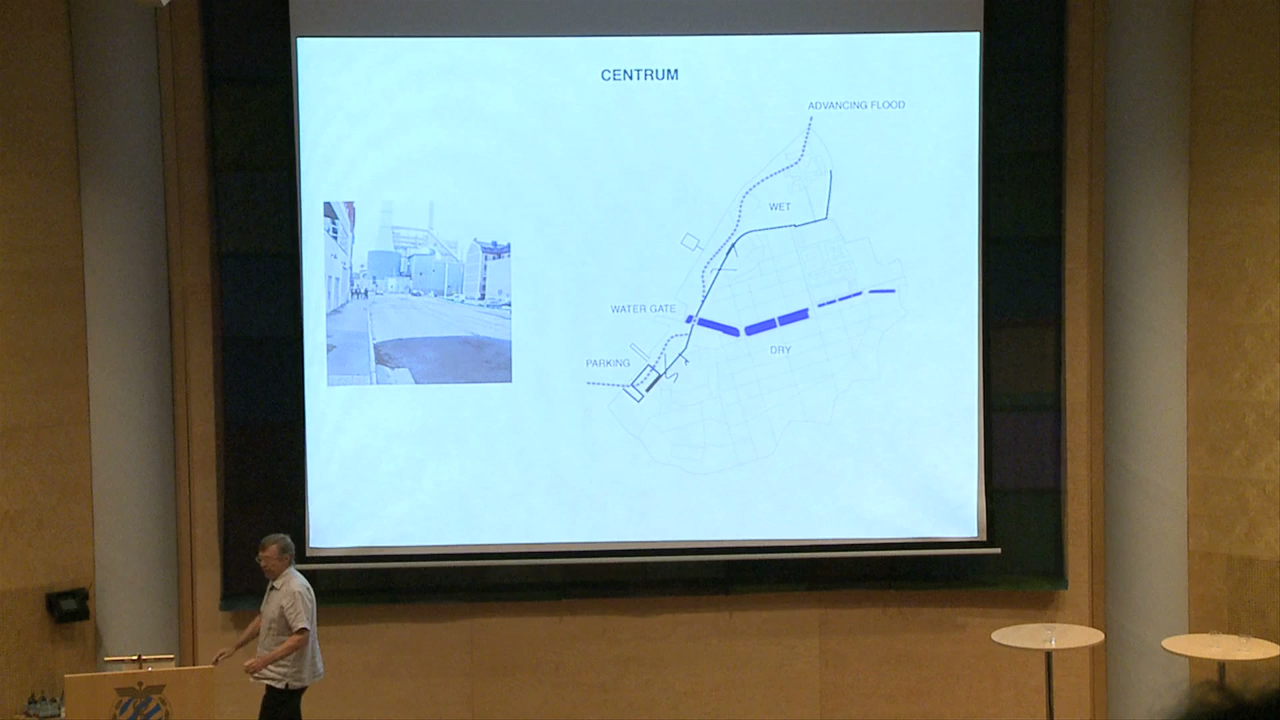 CENTRUM
ADVANCING FLOOD
WET
WATER GATE
DRY
PARKING